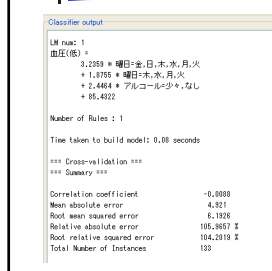 Classifier output
LM num: 1
血圧(低) =
3.2359 * 曜日=金,日,木,水,月,火
+ 1.8755 * 曜日=木,水,月,火
+ 2.4464 * アルコール=少々,なし
+ 85.4322
Number of Rules : 1
Time taken to build model: 0.08 seconds
=== Cross-validation ===
=== Summary ===
Correlation coefficient -0.0088
Mean absolute error 4.921
Root mean squared error 6.1926
Relative absolute error 105.9657 %
Root relative squared error 104.2019 %
Total Number of Instances 133